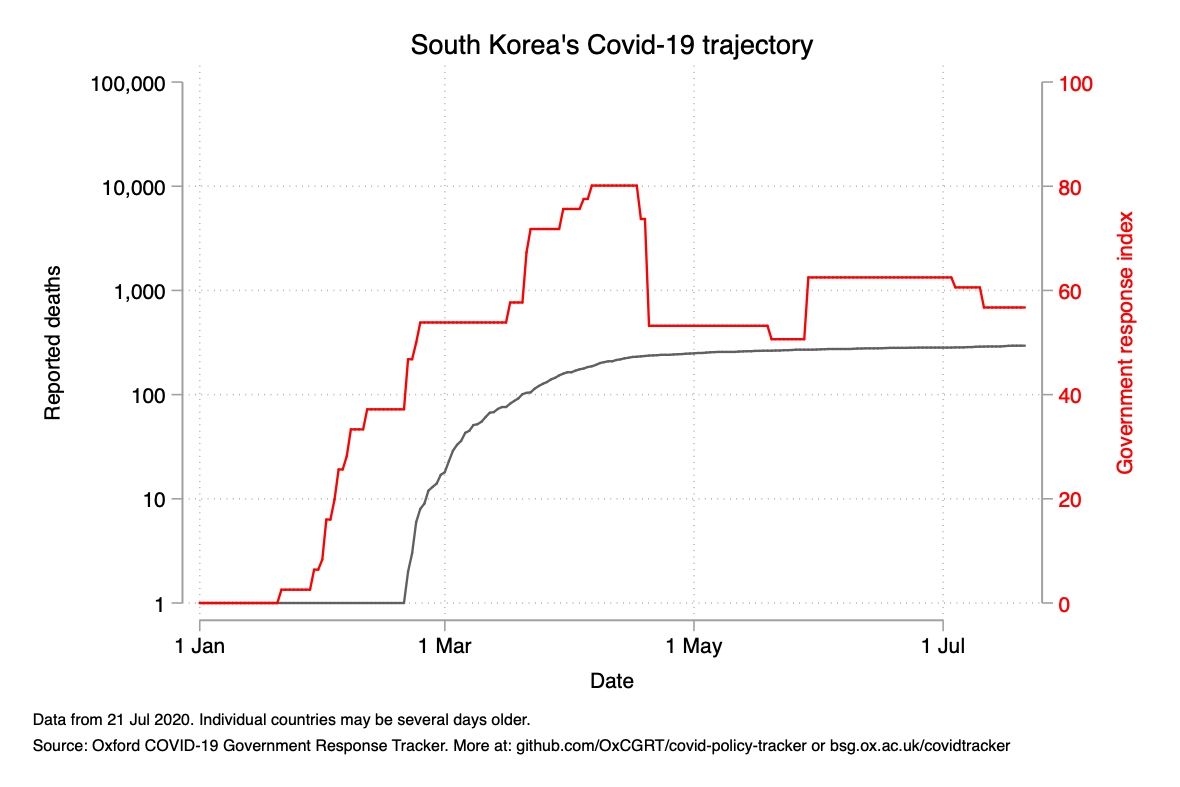 South Korea's Covid-19 trajectory
100,000
10,000
1,000
100
10
1
Reported deaths
100
80
60
40
20
0
Government response index
1 Jan
1 Mar
1 May
1 Jul
Date
Data from 21 Jul 2020. Individual countries may be several days older.
Source: Oxford COVID-19 Government Response Tracker. More at: github.com/OxCGRT/covid-policy-tracker or bsg.ox.ac.uk/covidtracker